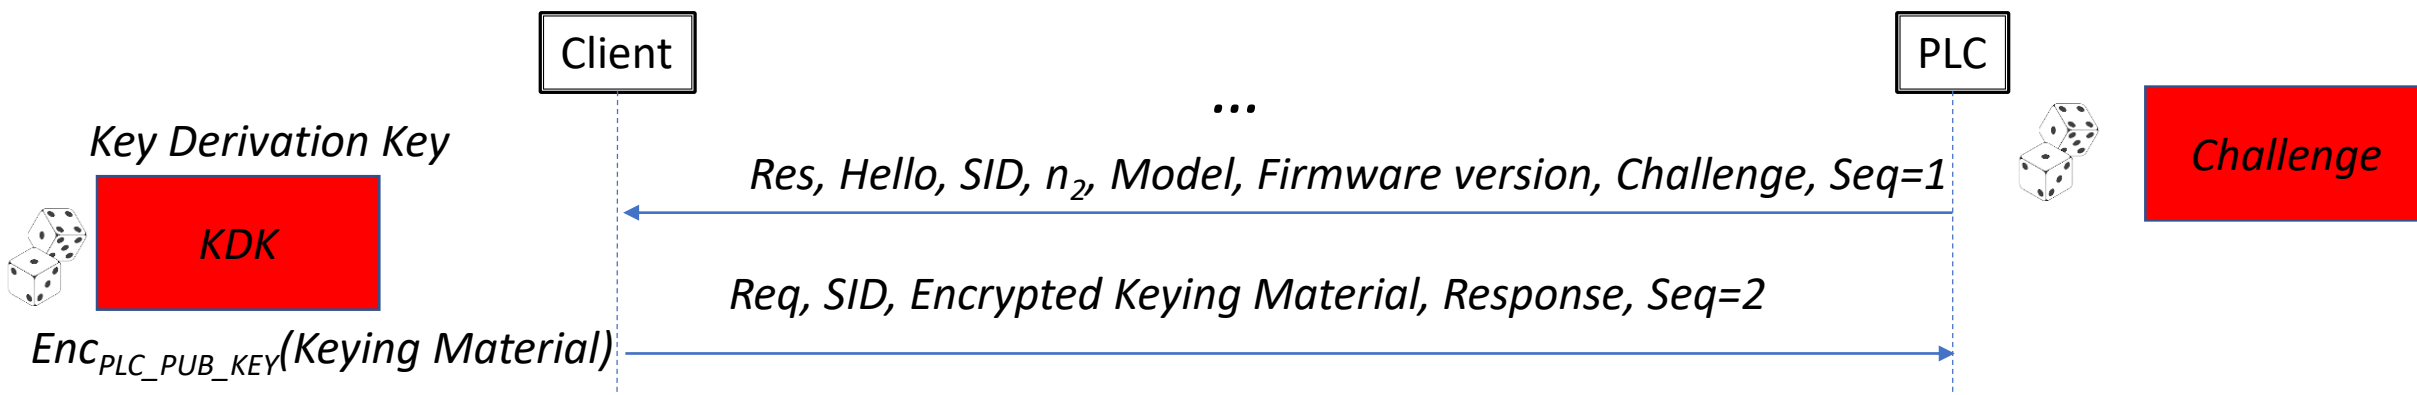 Client
PLC
...
Key Derivation Key
Res, Hello, SID, n₂, Model, Firmware version, Challenge, Seq=1
Challenge
KDK
Req, SID, Encrypted Keying Material, Response, Seq=2
Enc_PLC_PUB_KEY(Keying Material)